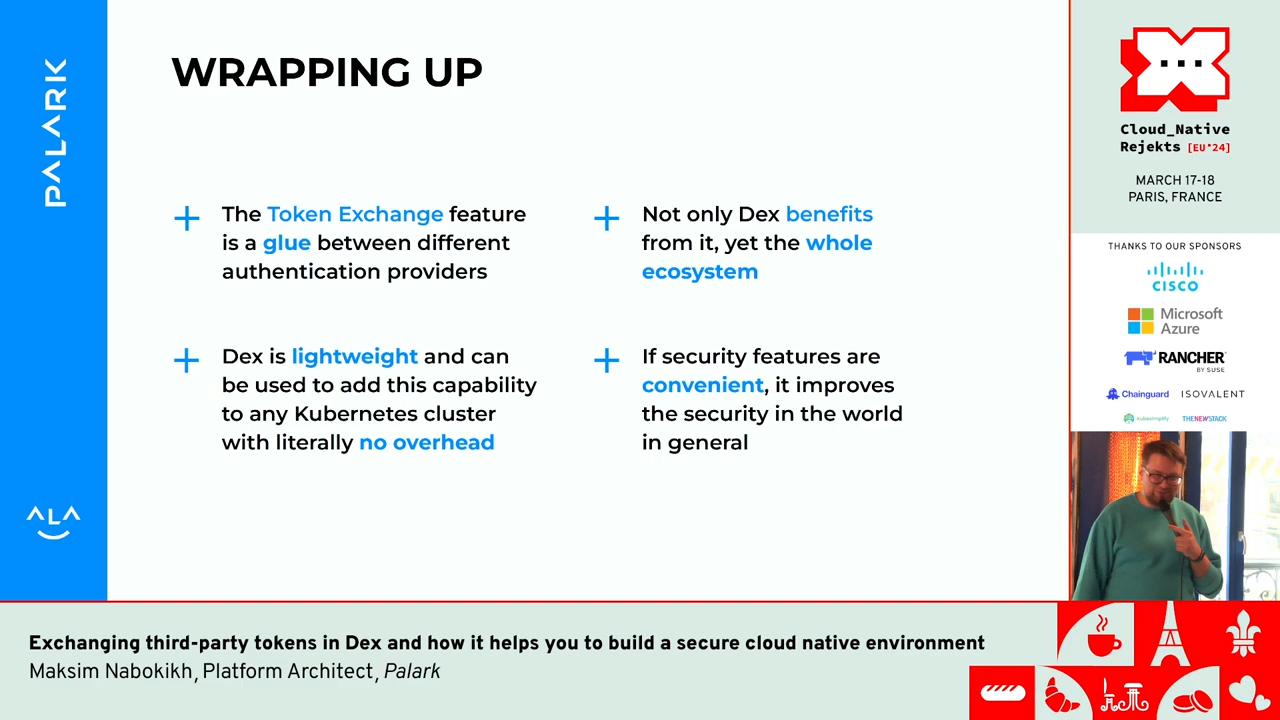 PALARK
WRAPPING UP
The Token Exchange feature
is a glue between different
authentication providers
Not only Dex benefits
from it, yet the whole
ecosystem
Dex is lightweight and can
be used to add this capability
to any Kubernetes cluster
with literally no overhead
If security features are
convenient, it improves
the security in the world
in general
Cloud_Native
Rejekts [EU'24]
MARCH 17-18
PARIS, FRANCE
THANKS TO OUR SPONSORS
CISCO
Microsoft
Azure
RANCHER
BY SUSE
Chainguard
ISOVALENT
kubesimplify
THENEWSTACK
Exchanging third-party tokens in Dex and how it helps you to build a secure cloud native environment
Maksim Nabokikh, Platform Architect, Palark